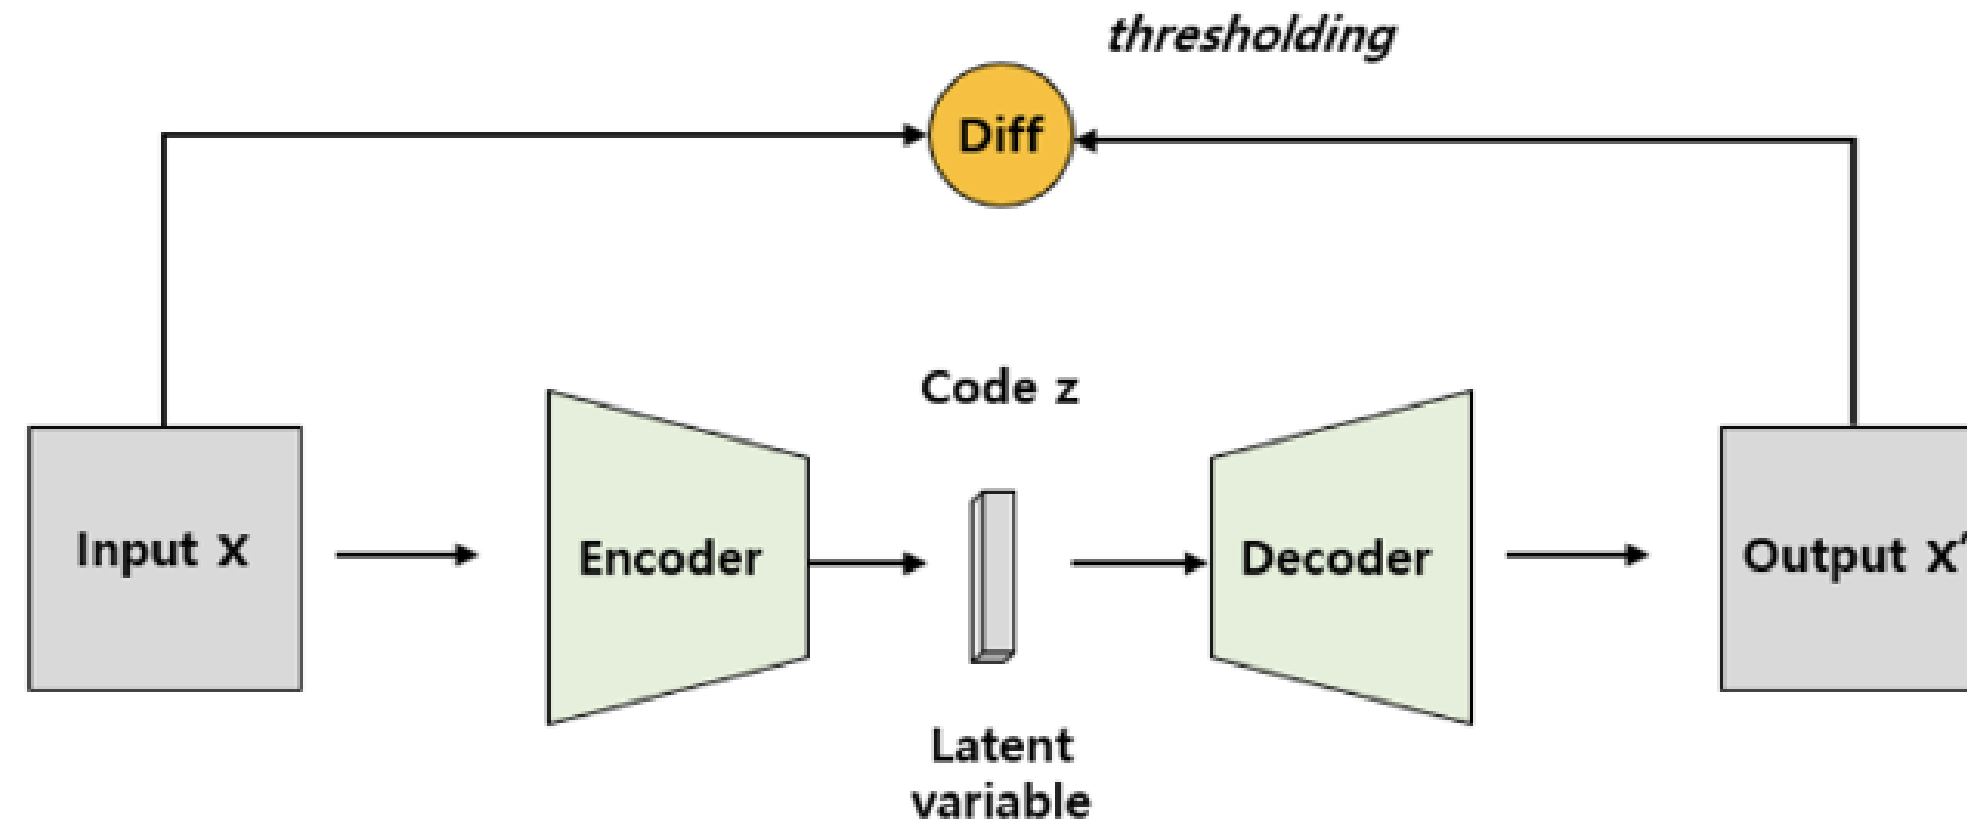 thresholding
Diff
Code z
Input X
Encoder
Decoder
Output X′
Latent
variable